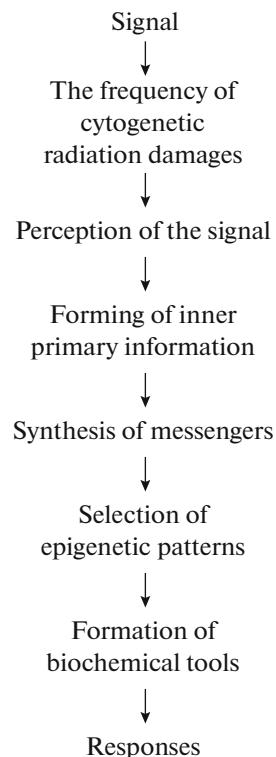 Signal
The frequency of
cytogenetic
radiation damages
Perception of the signal
Forming of inner
primary information
Synthesis of messengers
Selection of
epigenetic patterns
Formation of
biochemical tools
Responses